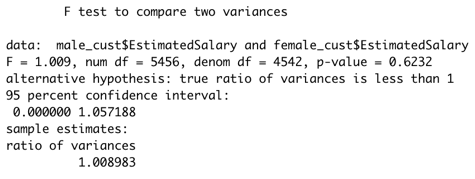 F test to compare two variances
data: male_cust$EstimatedSalary and female_cust$EstimatedSalary
F = 1.009, num df = 5456, denom df = 4542, p-value = 0.6232
alternative hypothesis: true ratio of variances is less than 1
95 percent confidence interval:
0.000000 1.057188
sample estimates:
ratio of variances
1.008983